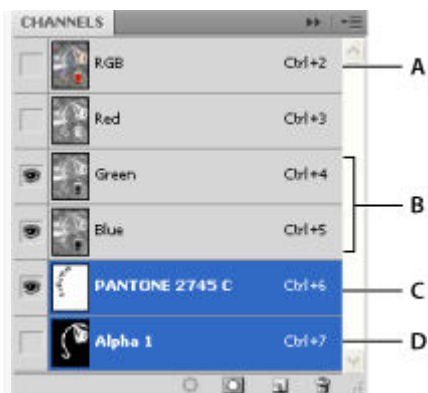 CHANNELS
RGB Ctrl+2 A
Red Ctrl+3
Green Ctrl+4
B
Blue Ctrl+5
PANTONE 2745 C Ctrl+6 C
Alpha 1 Ctrl+7 D